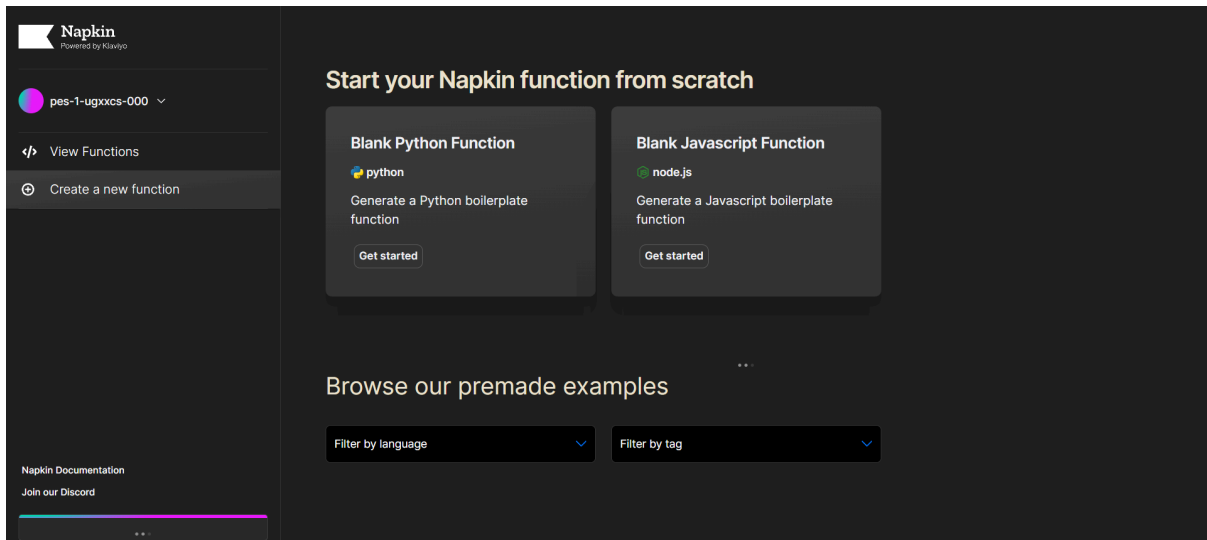 Napkin
Powered by Klaviyo
pes-1-ugxxcs-000
View Functions
Create a new function
Napkin Documentation
Join our Discord
Start your Napkin function from scratch
Blank Python Function
python
Generate a Python boilerplate
function
Get started
Blank Javascript Function
node.js
Generate a Javascript boilerplate
function
Get started
Browse our premade examples
Filter by language
Filter by tag